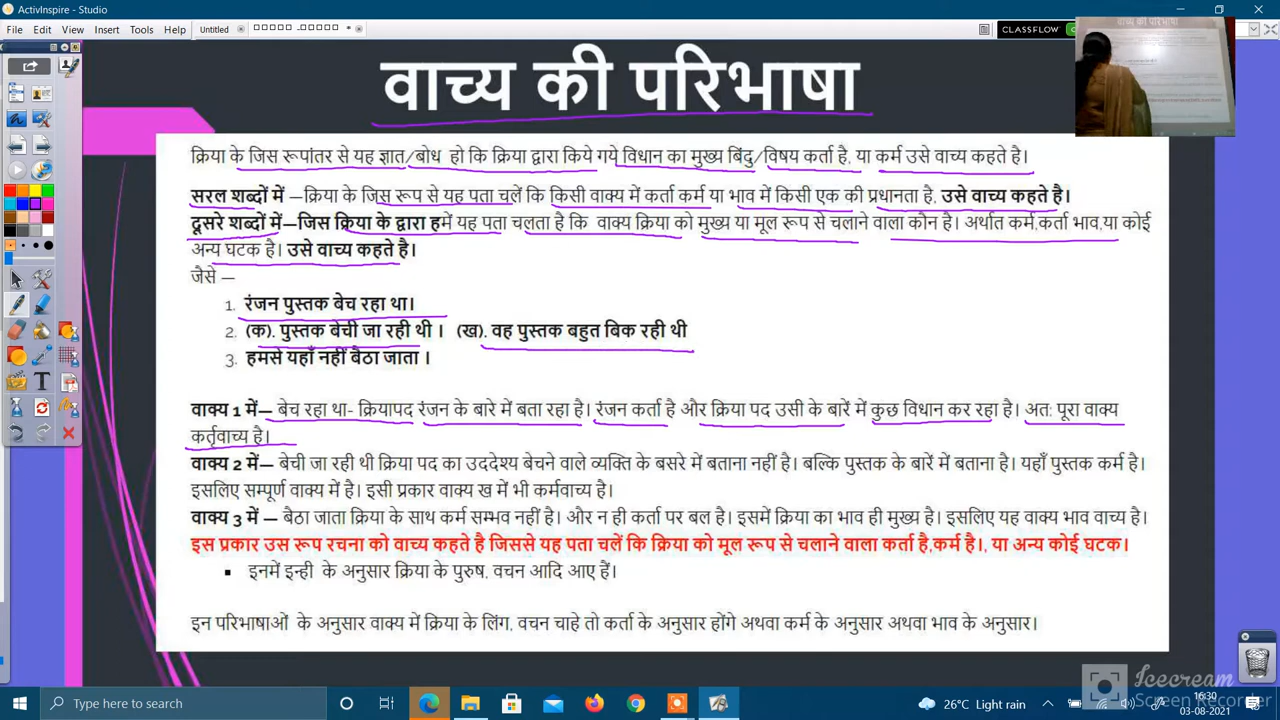 ActivInspire - Studio
File Edit View Insert Tools Help
Untitled
CLASSFLOW
वाच्य की परिभाषा
क्रिया के जिस रूपांतर से यह ज्ञात/बोध हो कि क्रिया द्वारा किये गये विधान का मुख्य बिंदु/विषय कर्ता है, या कर्म उसे वाच्य कहते है।
सरल शब्दों में –क्रिया के जिस रूप से यह पता चलें कि किसी वाक्य में कर्ता कर्म या भाव में किसी एक की प्रधानता है, उसे वाच्य कहते है।
दूसरे शब्दों में–जिस क्रिया के द्वारा हमें यह पता चलता है कि वाक्य क्रिया को मुख्य या मूल रूप से चलाने वाला कौन है। अर्थात कर्म,कर्ता भाव,या कोई
अन्य घटक है। उसे वाच्य कहते है।
जैसे –
1. रंजन पुस्तक बेच रहा था।
2. (क). पुस्तक बेची जा रही थी । (ख). वह पुस्तक बहुत बिक रही थी
3. हमसे यहाँ नहीं बैठा जाता ।
वाक्य 1 में– बेच रहा था- क्रियापद रंजन के बारे में बता रहा है। रंजन कर्ता है और क्रिया पद उसी के बारें में कुछ विधान कर रहा है। अत: पूरा वाक्य
कर्तृवाच्य है।
वाक्य 2 में– बेची जा रही थी क्रिया पद का उददेश्य बेचने वाले व्यक्ति के बसरे में बताना नहीं है। बल्कि पुस्तक के बारें में बताना है। यहाँ पुस्तक कर्म है।
इसलिए सम्पूर्ण वाक्य में है। इसी प्रकार वाक्य ख में भी कर्मवाच्य है।
वाक्य 3 में – बैठा जाता क्रिया के साथ कर्म सम्भव नहीं है। और न ही कर्ता पर बल है। इसमें क्रिया का भाव ही मुख्य है। इसलिए यह वाक्य भाव वाच्य है।
इस प्रकार उस रूप रचना को वाच्य कहते है जिससे यह पता चलें कि क्रिया को मूल रूप से चलाने वाला कर्ता है,कर्म है।, या अन्य कोई घटक।
▪ इनमें इन्ही के अनुसार क्रिया के पुरुष, वचन आदि आए हैं।
इन परिभाषाओं के अनुसार वाक्य में क्रिया के लिंग, वचन चाहे तो कर्ता के अनुसार होंगे अथवा कर्म के अनुसार अथवा भाव के अनुसार।
Icecream
Screen Recorder
Type here to search
26°C Light rain
16:30
03-08-2021